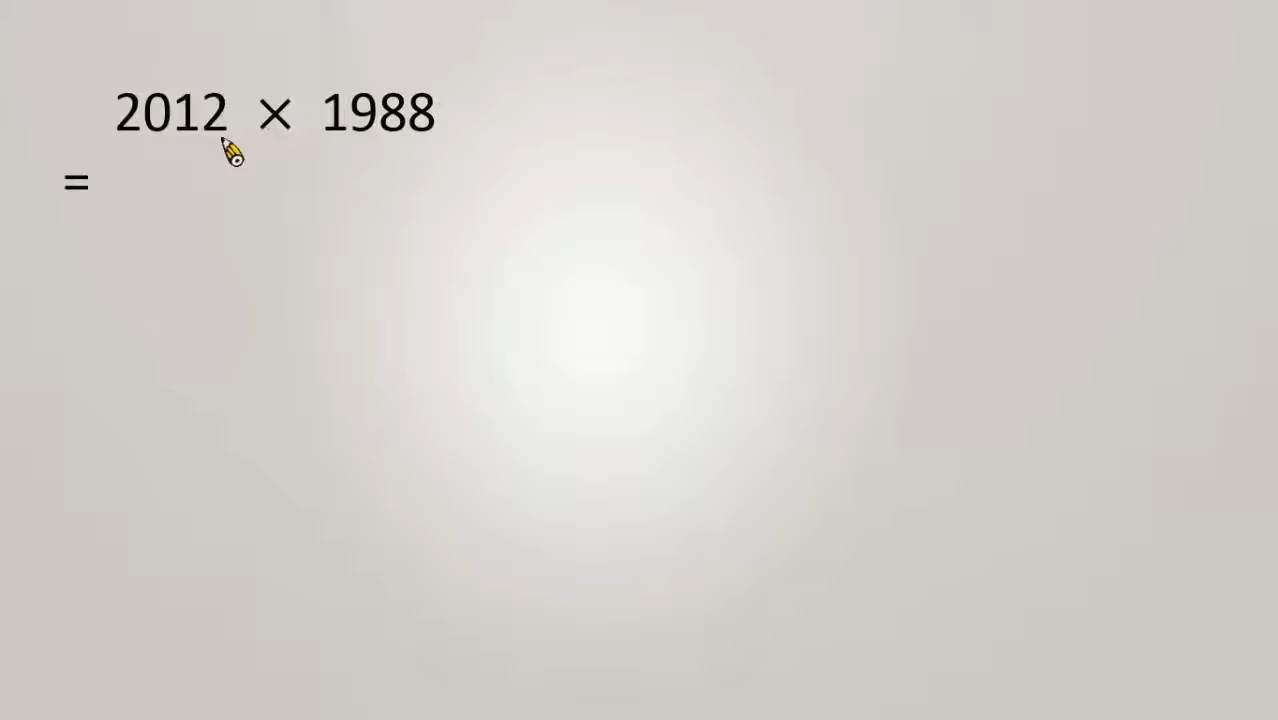 2012 × 1988
=